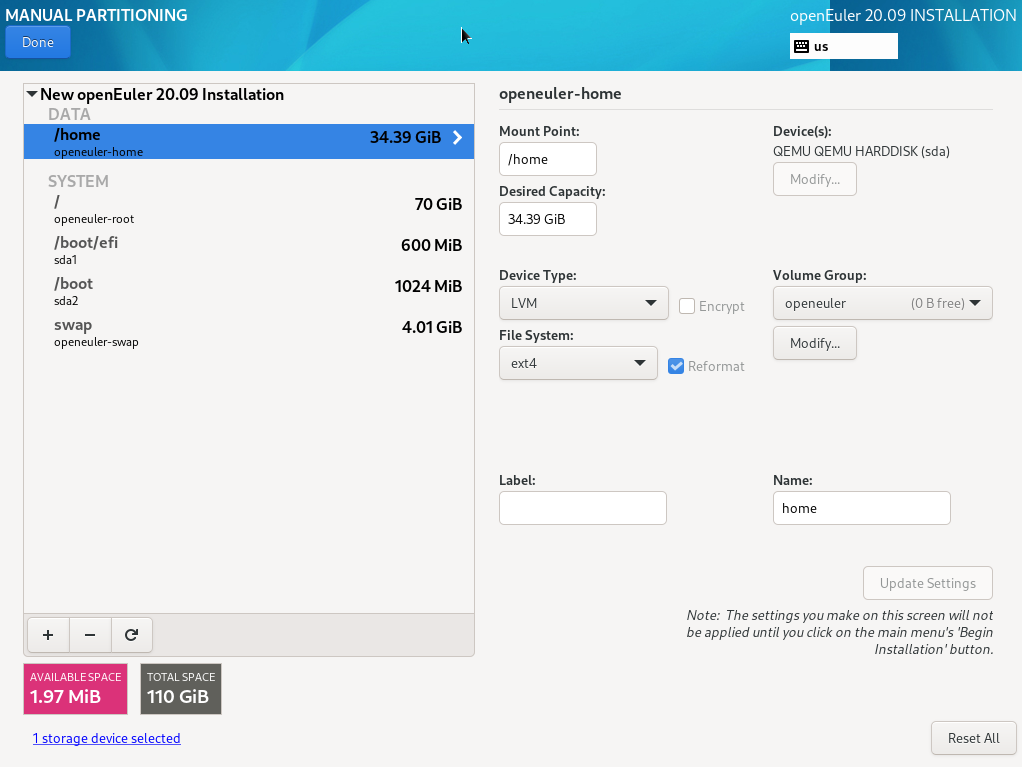 MANUAL PARTITIONING
openEuler 20.09 INSTALLATION
Done
us
New openEuler 20.09 Installation
DATA
/home
34.39 GiB
openeuler-home
SYSTEM
/
70 GiB
openeuler-root
/boot/efi
600 MiB
sda1
/boot
1024 MiB
sda2
swap
4.01 GiB
openeuler-swap
+ −
AVAILABLE SPACE
1.97 MiB
TOTAL SPACE
110 GiB
1 storage device selected
openeuler-home
Mount Point:
/home
Device(s):
QEMU QEMU HARDDISK (sda)
Modify...
Desired Capacity:
34.39 GiB
Device Type:
LVM
Encrypt
Volume Group:
openeuler (0 B free)
Modify...
File System:
ext4
Reformat
Label:
Name:
home
Update Settings
Note: The settings you make on this screen will not
be applied until you click on the main menu's 'Begin
Installation' button.
Reset All